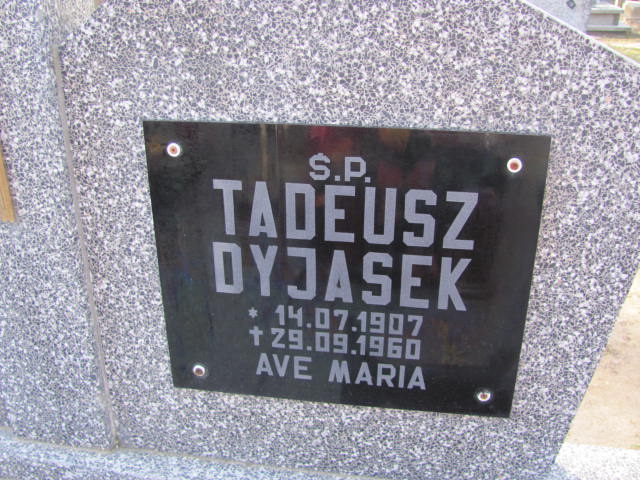 Ś.P.
TADEUSZ
DYJASEK
* 14.07.1907
✝ 29.09.1960
AVE MARIA